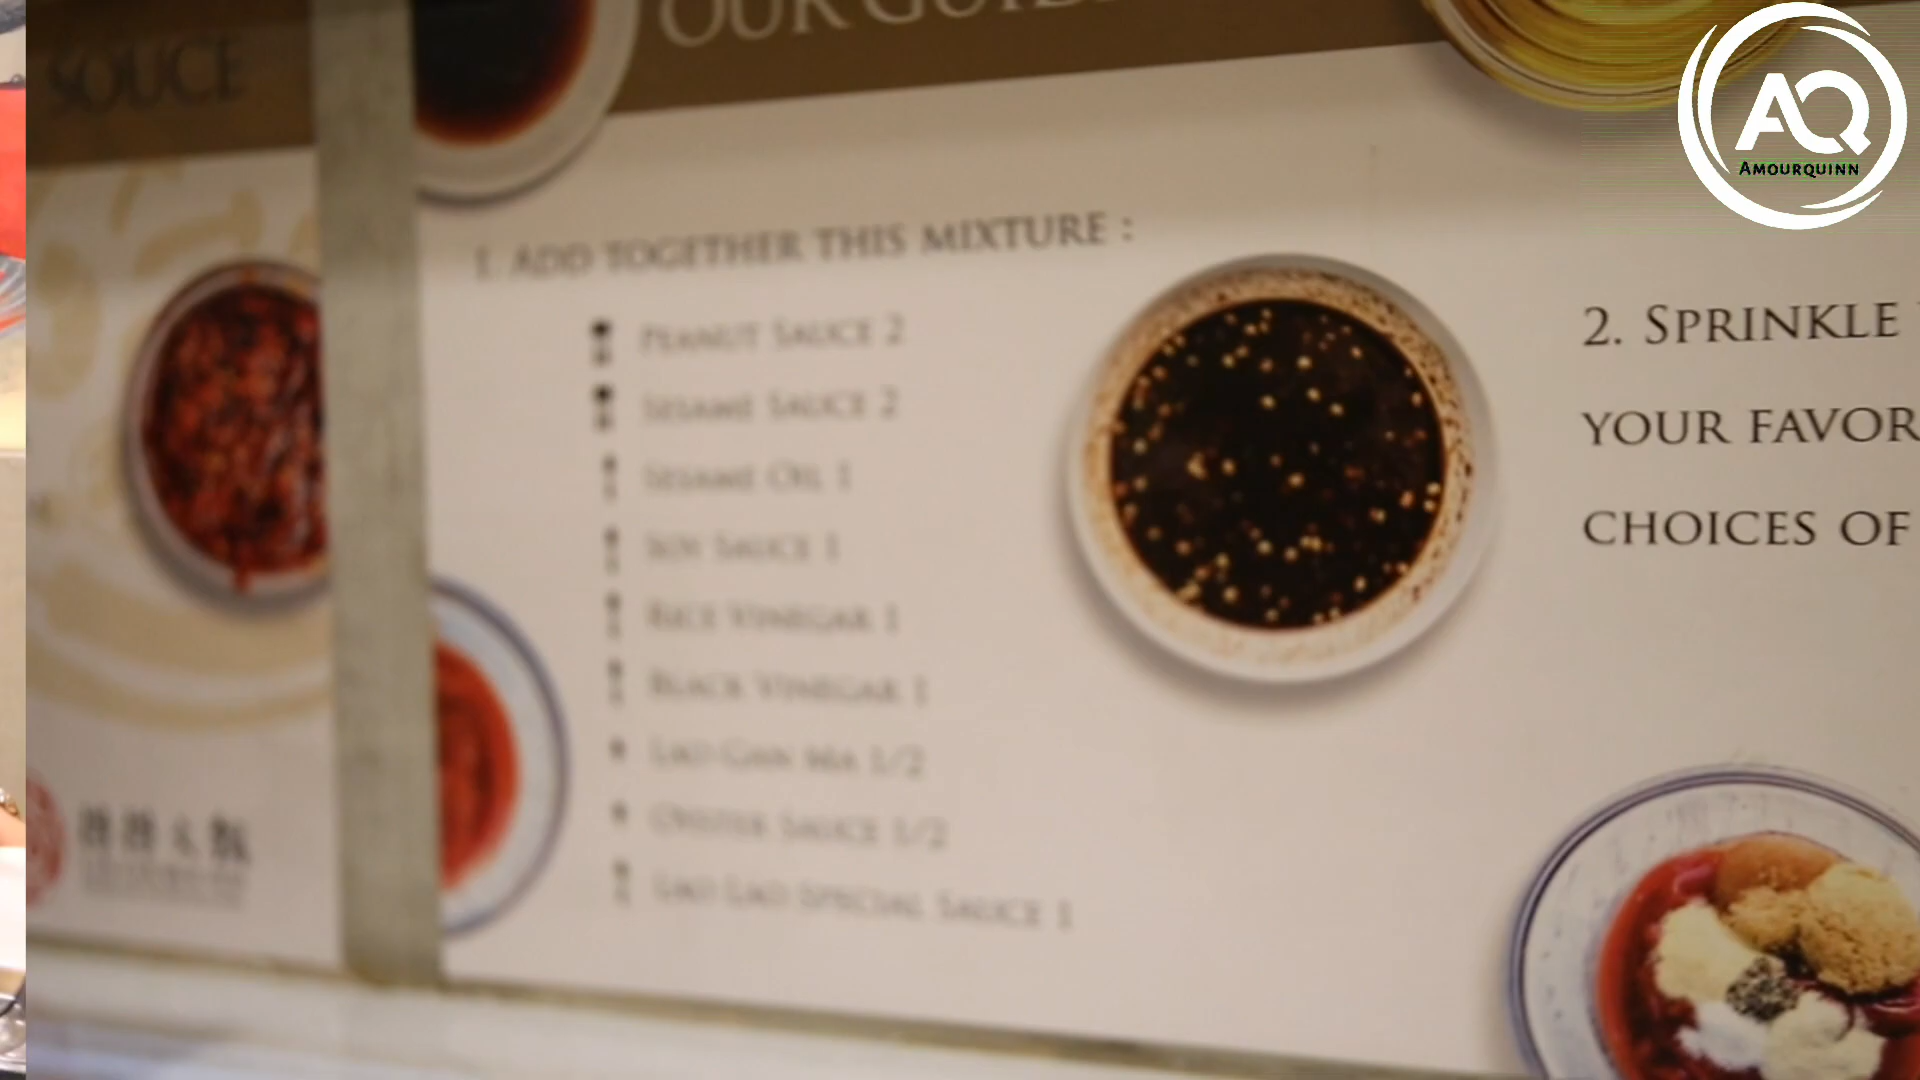 SOUCE
OUR GUIDE
1. ADD TOGETHER THIS MIXTURE :
PEANUT SAUCE 2
SESAME SAUCE 2
SESAME OIL 1
SOY SAUCE 1
RICE VINEGAR 1
BLACK VINEGAR 1
LAO-GAN MA 1/2
OYSTER SAUCE 1/2
LAO LAO SPECIAL SAUCE 1
2. SPRINKLE
YOUR FAVOR
CHOICES OF
AQ
AMOURQUINN